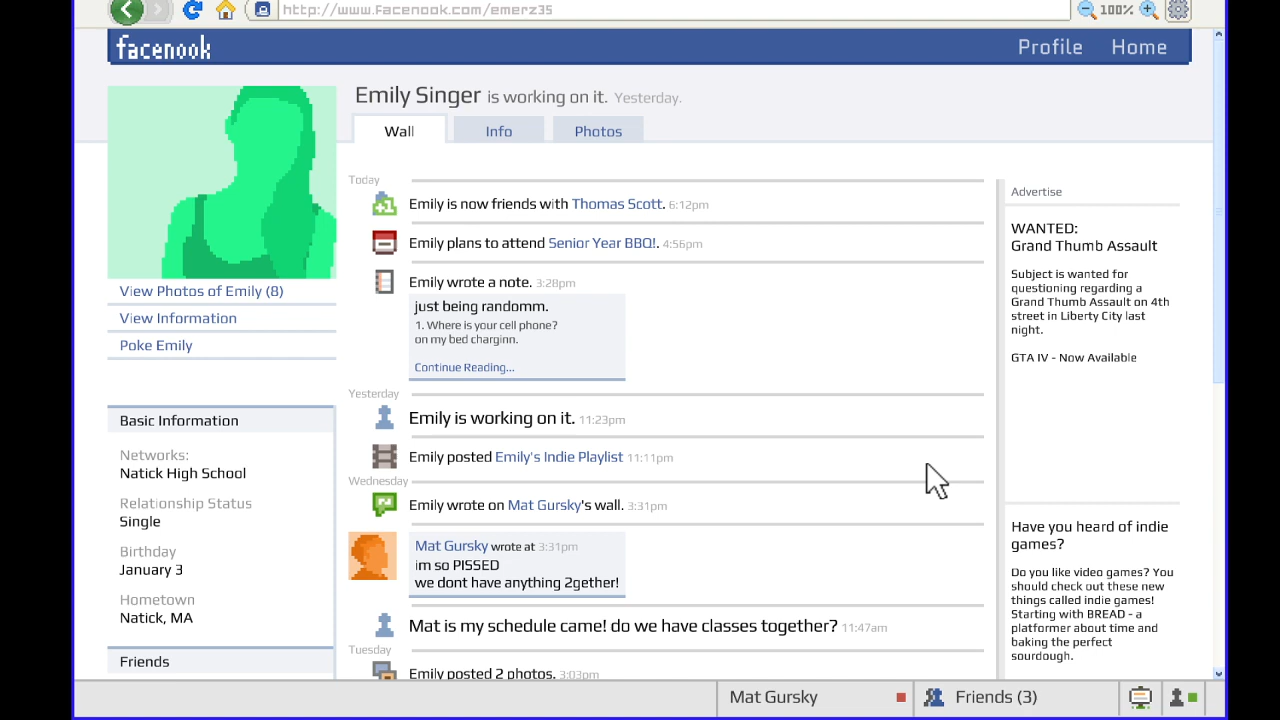 http://www.facenook.com/emerz35
100%
facenook
Profile Home
Emily Singer is working on it. Yesterday.
Wall Info Photos
View Photos of Emily (8)
View Information
Poke Emily
Basic Information
Networks:
Natick High School
Relationship Status
Single
Birthday
January 3
Hometown
Natick, MA
Friends
Today
Emily is now friends with Thomas Scott. 6:12pm
Emily plans to attend Senior Year BBQ!. 4:56pm
Emily wrote a note. 3:28pm
just being randomm.
1. Where is your cell phone?
on my bed charginn.
Continue Reading...
Yesterday
Emily is working on it. 11:23pm
Emily posted Emily's Indie Playlist 11:11pm
Wednesday
Emily wrote on Mat Gursky's wall. 3:31pm
Mat Gursky wrote at 3:31pm
im so PISSED
we dont have anything 2gether!
Mat is my schedule came! do we have classes together? 11:47am
Tuesday
Emily posted 2 photos. 3:03pm
Advertise
WANTED:
Grand Thumb Assault
Subject is wanted for
questioning regarding a
Grand Thumb Assault on 4th
street in Liberty City last
night.
GTA IV - Now Available
Have you heard of indie
games?
Do you like video games? You
should check out these new
things called indie games!
Starting with BREAD - a
platformer about time and
baking the perfect
sourdough.
Mat Gursky
Friends (3)